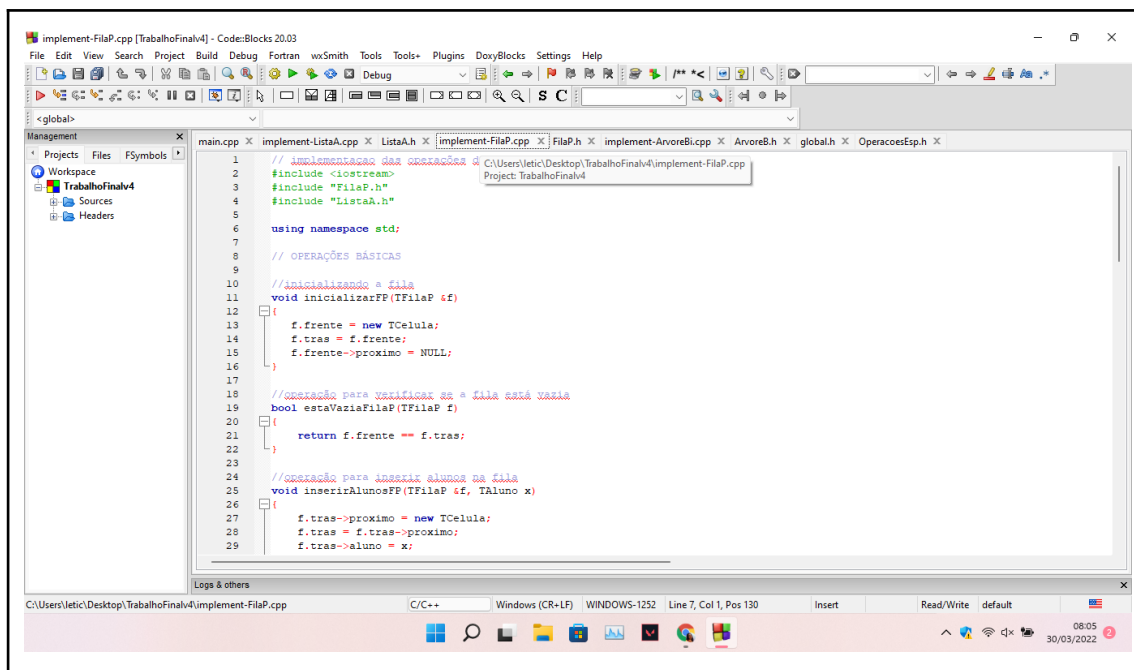 implement-FilaP.cpp [TrabalhoFinalv4] - Code::Blocks 20.03
File Edit View Search Project Build Debug Fortran wxSmith Tools Tools+ Plugins DoxyBlocks Settings Help
Debug /** *<
S C
<global>
Management
main.cpp X implement-ListaA.cpp X ListaA.h X implement-FilaP.cpp X FilaP.h X implement-ArvoreBi.cpp X ArvoreB.h X global.h X OperacoesEsp.h X
Projects Files FSymbols
Workspace
TrabalhoFinalv4
Sources
Headers
C:\Users\letic\Desktop\TrabalhoFinalv4\implement-FilaP.cpp
Project: TrabalhoFinalv4
1 // implementacao das operações d
2 #include <iostream>
3 #include "FilaP.h"
4 #include "ListaA.h"
5
6 using namespace std;
7
8 // OPERAÇÕES BÁSICAS
9
10 //inicializando a fila
11 void inicializarFP(TFilaP &f)
12 {
13 f.frente = new TCelula;
14 f.tras = f.frente;
15 f.frente->proximo = NULL;
16 }
17
18 //operação para verificar se a fila está vazia
19 bool estaVaziaFilaP(TFilaP f)
20 {
21 return f.frente == f.tras;
22 }
23
24 //operação para inserir alunos na fila
25 void inserirAlunosFP(TFilaP &f, TAluno x)
26 {
27 f.tras->proximo = new TCelula;
28 f.tras = f.tras->proximo;
29 f.tras->aluno = x;
Logs & others
C:\Users\letic\Desktop\TrabalhoFinalv4\implement-FilaP.cpp C/C++ Windows (CR+LF) WINDOWS-1252 Line 7, Col 1, Pos 130 Insert Read/Write default
08:05
30/03/2022 2